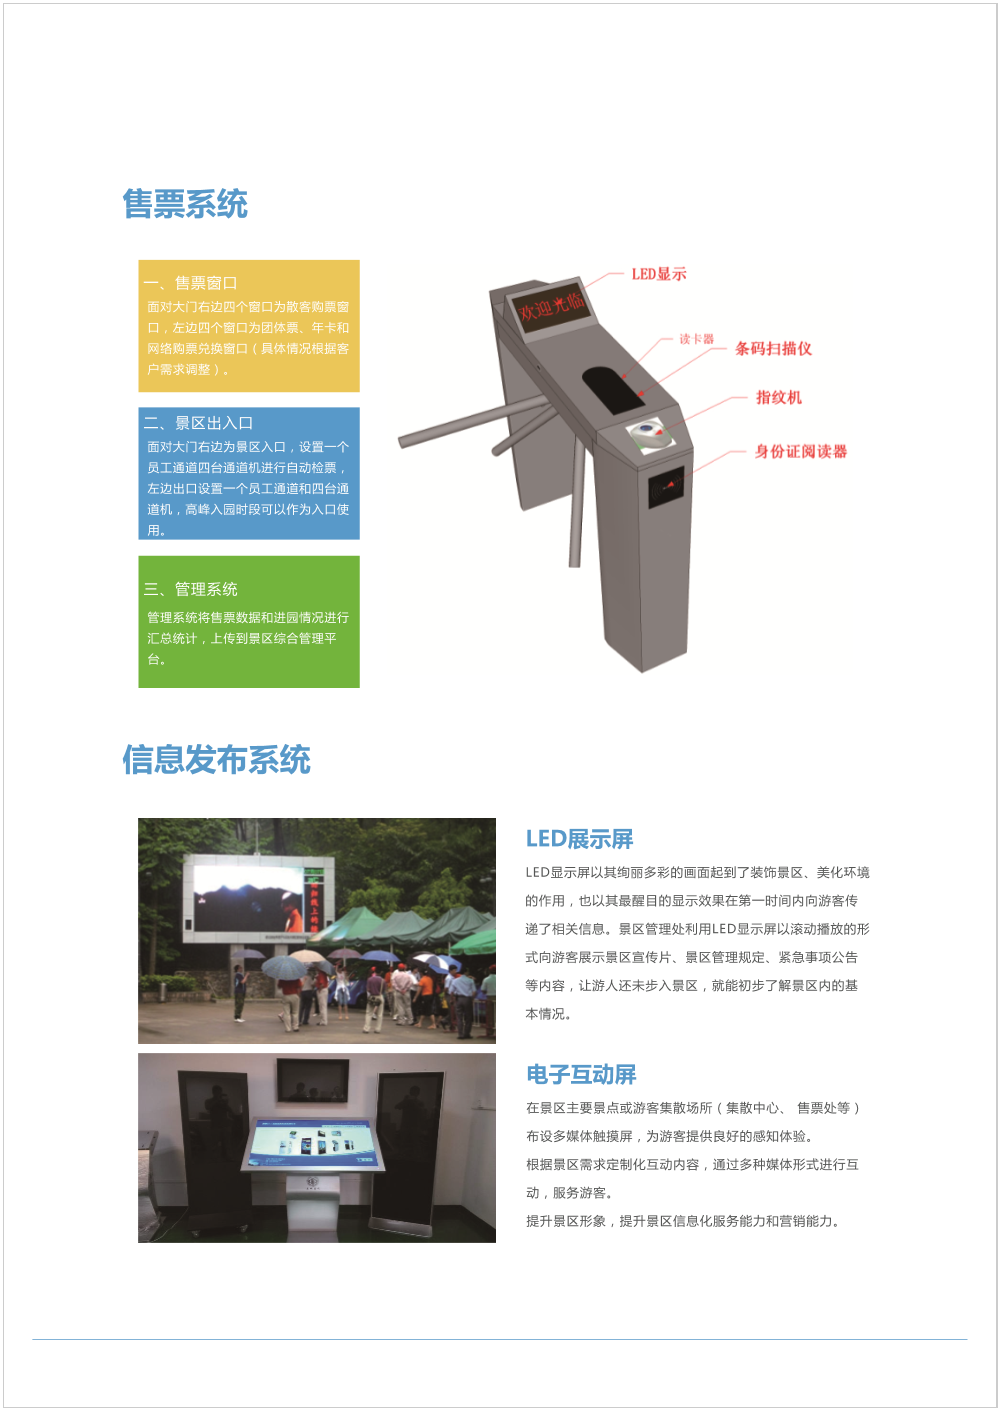 售票系统
一、售票窗口
面对大门右边四个窗口为散客购票窗
口，左边四个窗口为团体票、年卡和
网络购票兑换窗口（具体情况根据客
户需求调整）。
二、景区出入口
面对大门右边为景区入口，设置一个
员工通道四台通道机进行自动检票，
左边出口设置一个员工通道和四台通
道机，高峰入园时段可以作为入口使
用。
三、管理系统
管理系统将售票数据和进园情况进行
汇总统计，上传到景区综合管理平
台。
LED显示
欢迎光临
读卡器
条码扫描仪
指纹机
身份证阅读器
信息发布系统
LED展示屏
LED显示屏以其绚丽多彩的画面起到了装饰景区、美化环境
的作用，也以其最醒目的显示效果在第一时间内向游客传
递了相关信息。景区管理处利用LED显示屏以滚动播放的形
式向游客展示景区宣传片、景区管理规定、紧急事项公告
等内容，让游人还未步入景区，就能初步了解景区内的基
本情况。
电子互动屏
在景区主要景点或游客集散场所（集散中心、 售票处等）
布设多媒体触摸屏，为游客提供良好的感知体验。
根据景区需求定制化互动内容，通过多种媒体形式进行互
动，服务游客。
提升景区形象，提升景区信息化服务能力和营销能力。